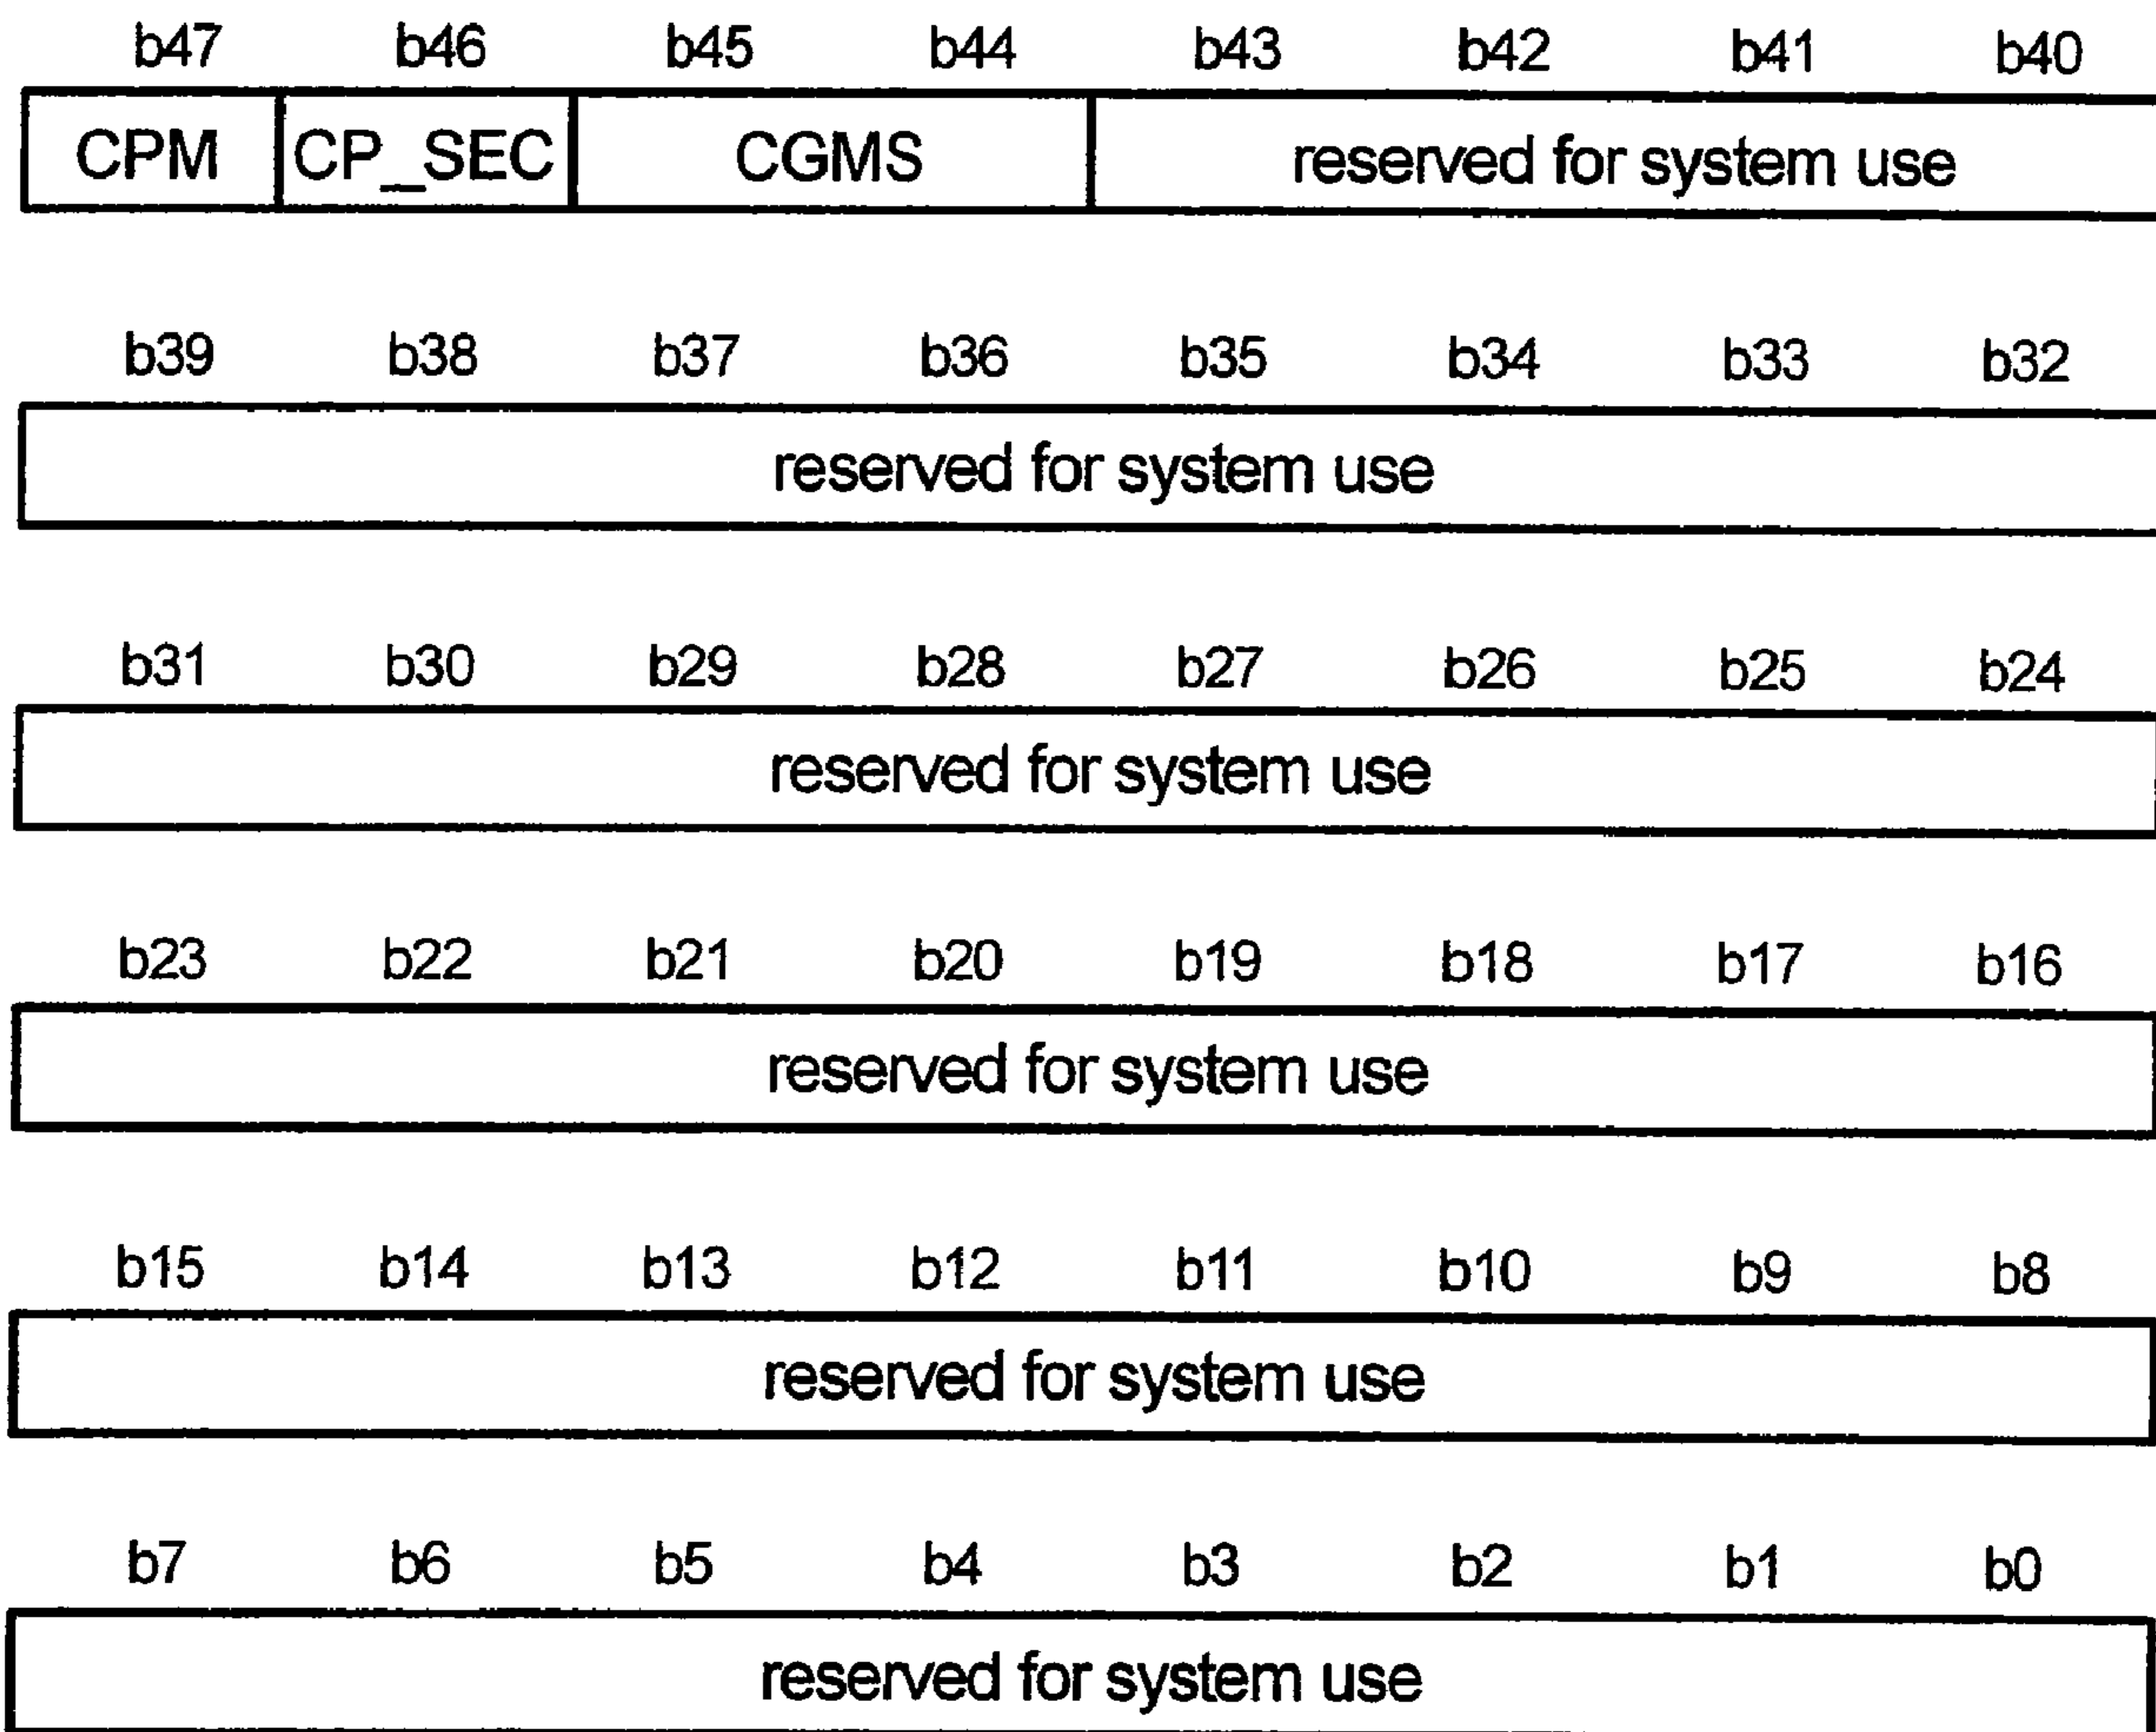 b47 b46 b45 b44 b43 b42 b41 b40
CPM CP_SEC CGMS reserved for system use
b39 b38 b37 b36 b35 b34 b33 b32
reserved for system use
b31 b30 b29 b28 b27 b26 b25 b24
reserved for system use
b23 b22 b21 b20 b19 b18 b17 b16
reserved for system use
b15 b14 b13 b12 b11 b10 b9 b8
reserved for system use
b7 b6 b5 b4 b3 b2 b1 b0
reserved for system use